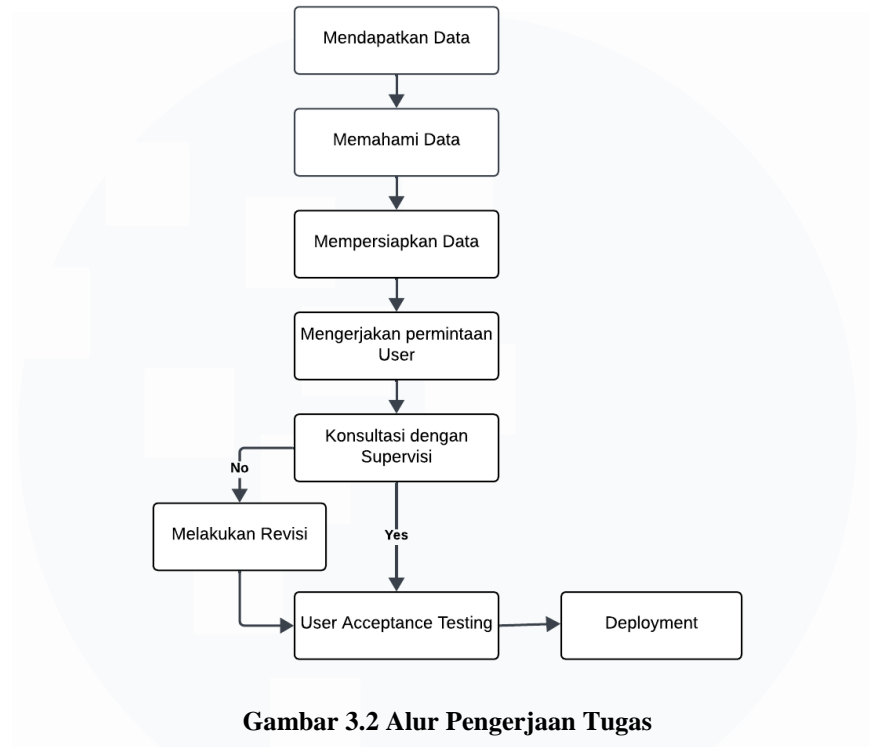 Mendapatkan Data
Memahami Data
Mempersiapkan Data
Mengerjakan permintaan
User
Konsultasi dengan
Supervisi
No
Melakukan Revisi
Yes
User Acceptance Testing
Deployment
Gambar 3.2 Alur Pengerjaan Tugas